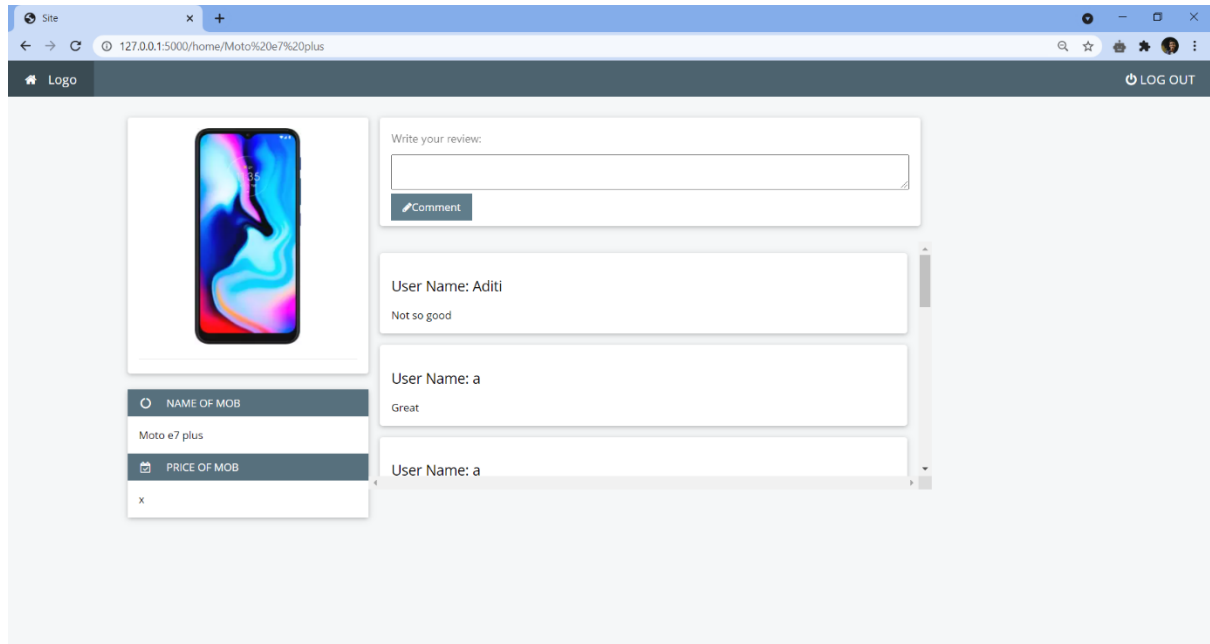 Site
127.0.0.1:5000/home/Moto%20e7%20plus
Logo
LOG OUT
Write your review:
Comment
User Name: Aditi
Not so good
User Name: a
Great
User Name: a
NAME OF MOB
Moto e7 plus
PRICE OF MOB
x